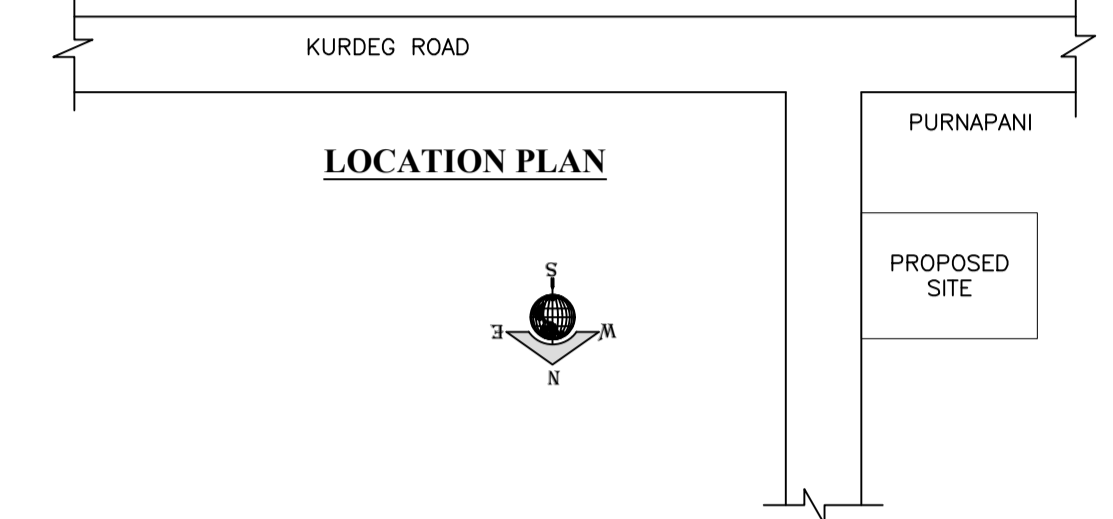 KURDEG ROAD
PURNAPANI
LOCATION PLAN
PROPOSED
SITE
S
E
W
N